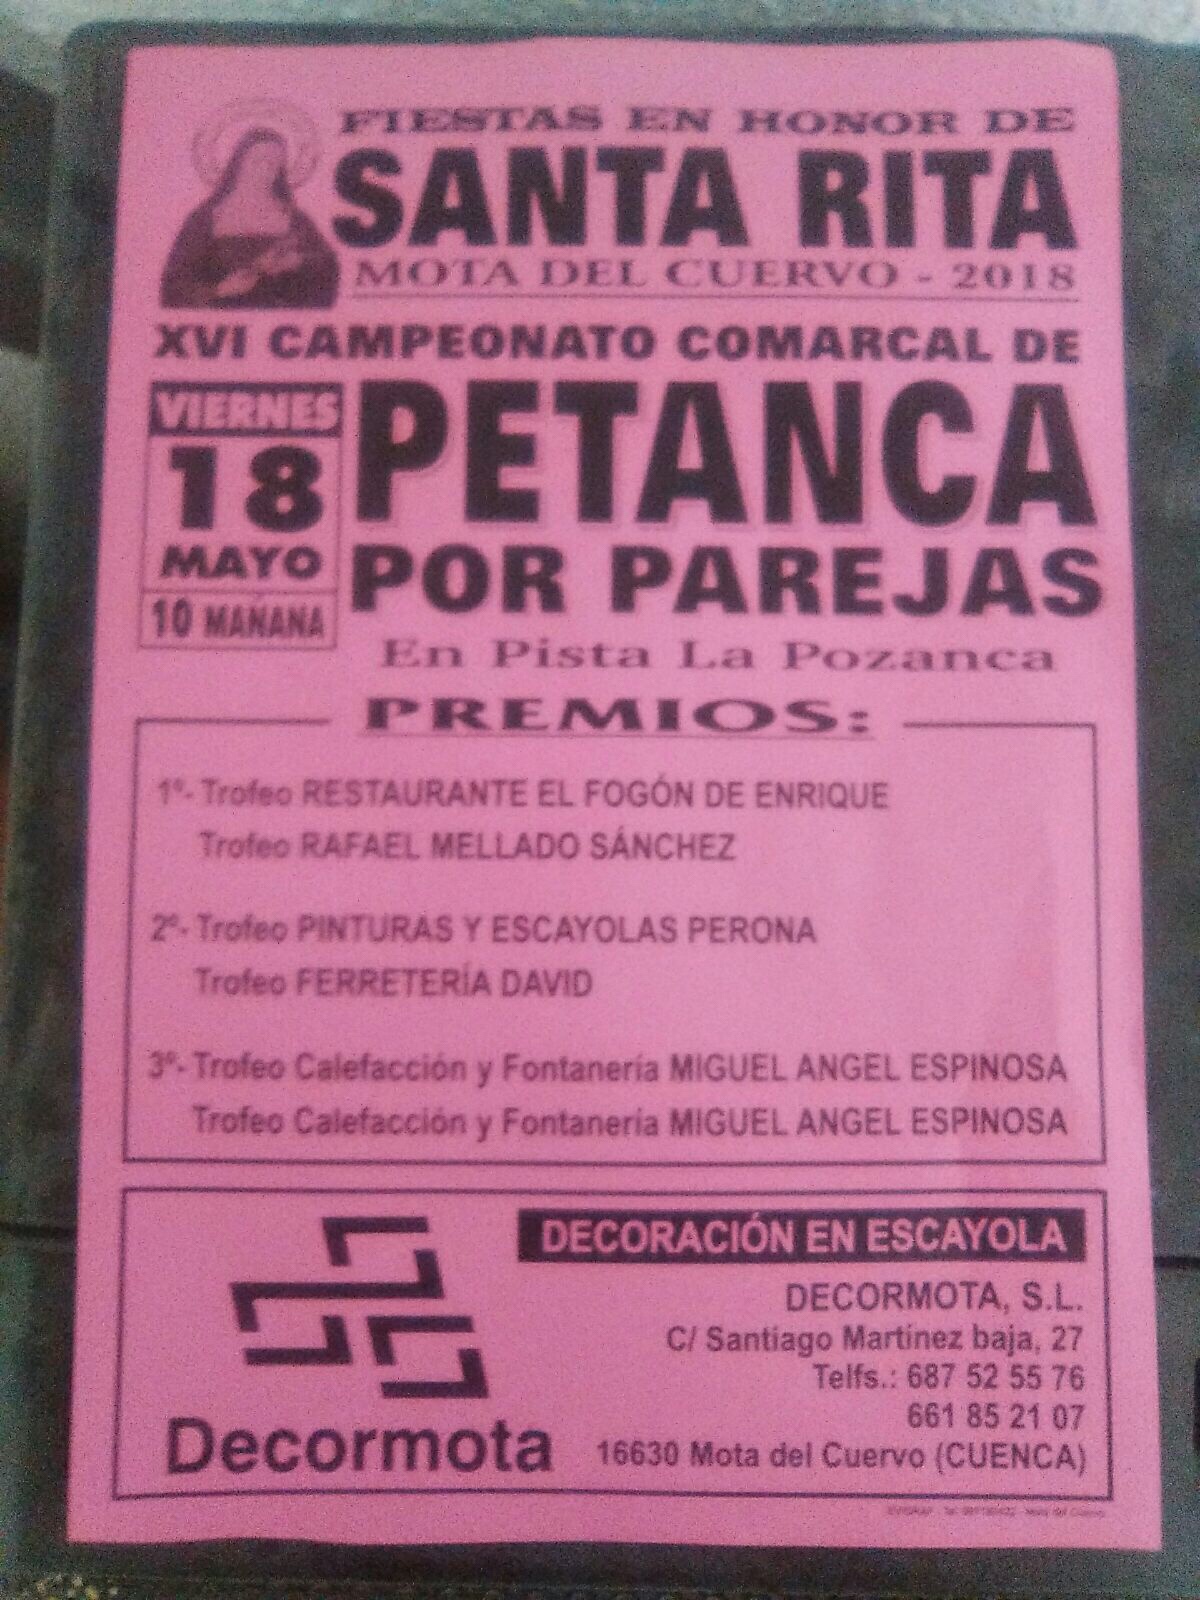 FIESTAS EN HONOR DE
SANTA RITA
MOTA DEL CUERVO - 2018
XVI CAMPEONATO COMARCAL DE
VIERNES
18
MAYO
10 MAÑANA
PETANCA
POR PAREJAS
En Pista La Pozanca
PREMIOS:
1º- Trofeo RESTAURANTE EL FOGÓN DE ENRIQUE
Trofeo RAFAEL MELLADO SÁNCHEZ
2º- Trofeo PINTURAS Y ESCAYOLAS PERONA
Trofeo FERRETERÍA DAVID
3º- Trofeo Calefacción y Fontanería MIGUEL ANGEL ESPINOSA
Trofeo Calefacción y Fontanería MIGUEL ANGEL ESPINOSA
Decormota
DECORACIÓN EN ESCAYOLA
DECORMOTA, S.L.
C/ Santiago Martínez baja, 27
Telfs.: 687 52 55 76
661 85 21 07
16630 Mota del Cuervo (CUENCA)